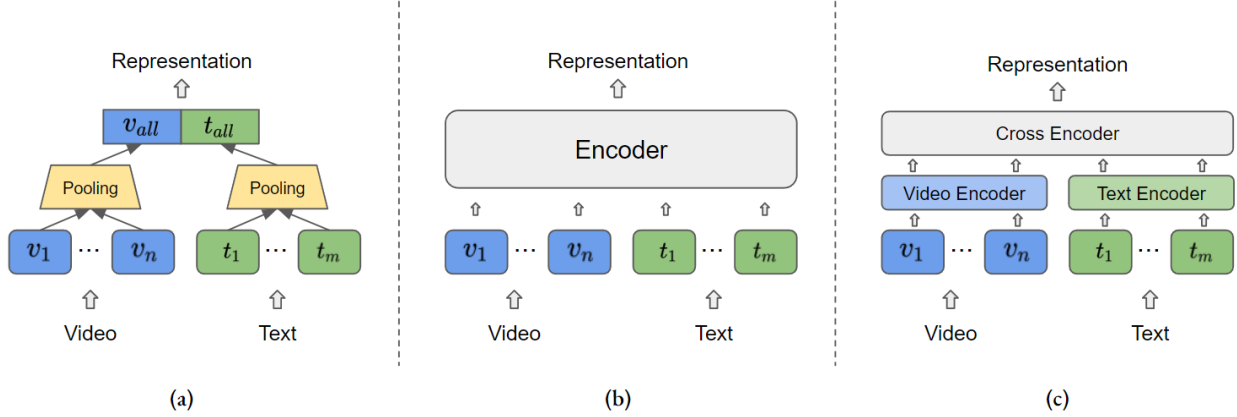 Representation
v_all t_all
Pooling Pooling
v_1 ... v_n t_1 ... t_m
Video Text
(a)
Representation
Encoder
v_1 ... v_n t_1 ... t_m
Video Text
(b)
Representation
Cross Encoder
Video Encoder Text Encoder
v_1 ... v_n t_1 ... t_m
Video Text
(c)